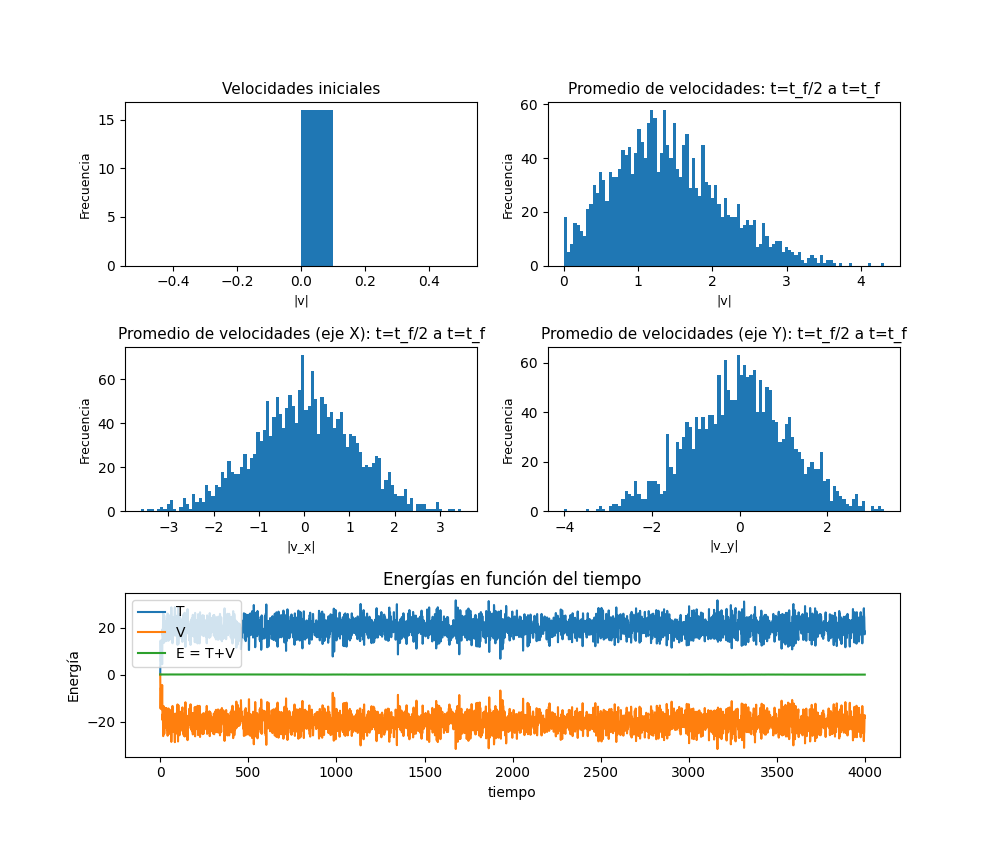 Velocidades iniciales
Frecuencia
15
10
5
0
−0.4 −0.2 0.0 0.2 0.4
|v|
Promedio de velocidades: t=t_f/2 a t=t_f
Frecuencia
60
40
20
0
0 1 2 3 4
|v|
Promedio de velocidades (eje X): t=t_f/2 a t=t_f
Frecuencia
60
40
20
0
−3 −2 −1 0 1 2 3
|v_x|
Promedio de velocidades (eje Y): t=t_f/2 a t=t_f
Frecuencia
60
40
20
0
−4 −2 0 2
|v_y|
Energías en función del tiempo
Energía
20
0
−20
T
V
E = T+V
0 500 1000 1500 2000 2500 3000 3500 4000
tiempo